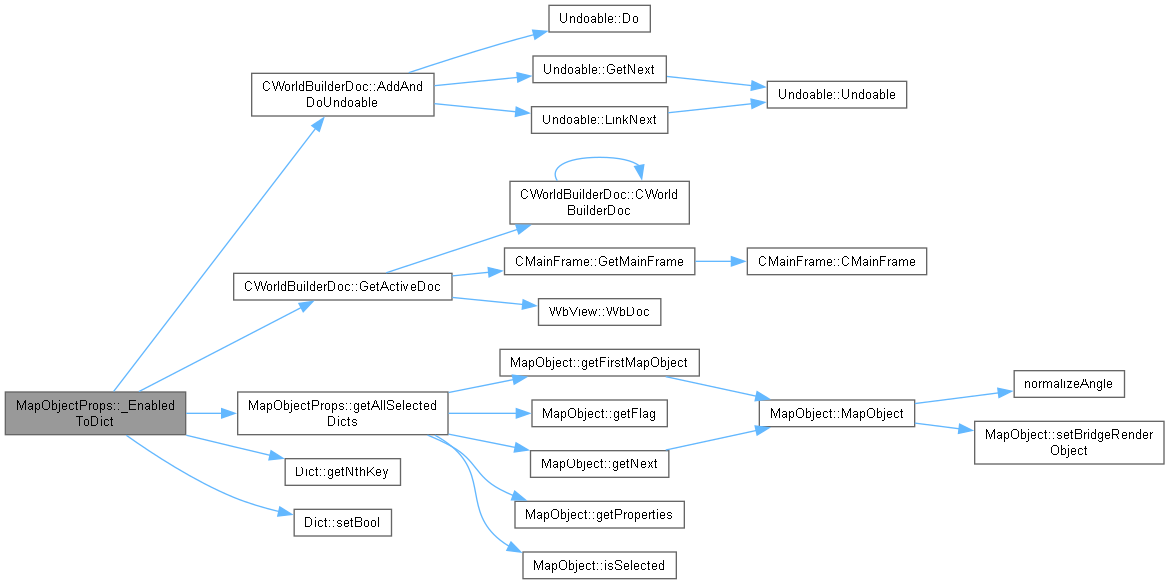 Undoable::Do
CWorldBuilderDoc::AddAnd
DoUndoable
Undoable::GetNext
Undoable::Undoable
Undoable::LinkNext
CWorldBuilderDoc::CWorld
BuilderDoc
CMainFrame::GetMainFrame
CMainFrame::CMainFrame
CWorldBuilderDoc::GetActiveDoc
WbView::WbDoc
MapObject::getFirstMapObject
normalizeAngle
MapObjectProps::_Enabled
ToDict
MapObjectProps::getAllSelected
Dicts
MapObject::getFlag
MapObject::MapObject
MapObject::setBridgeRender
Object
MapObject::getNext
Dict::getNthKey
MapObject::getProperties
Dict::setBool
MapObject::isSelected